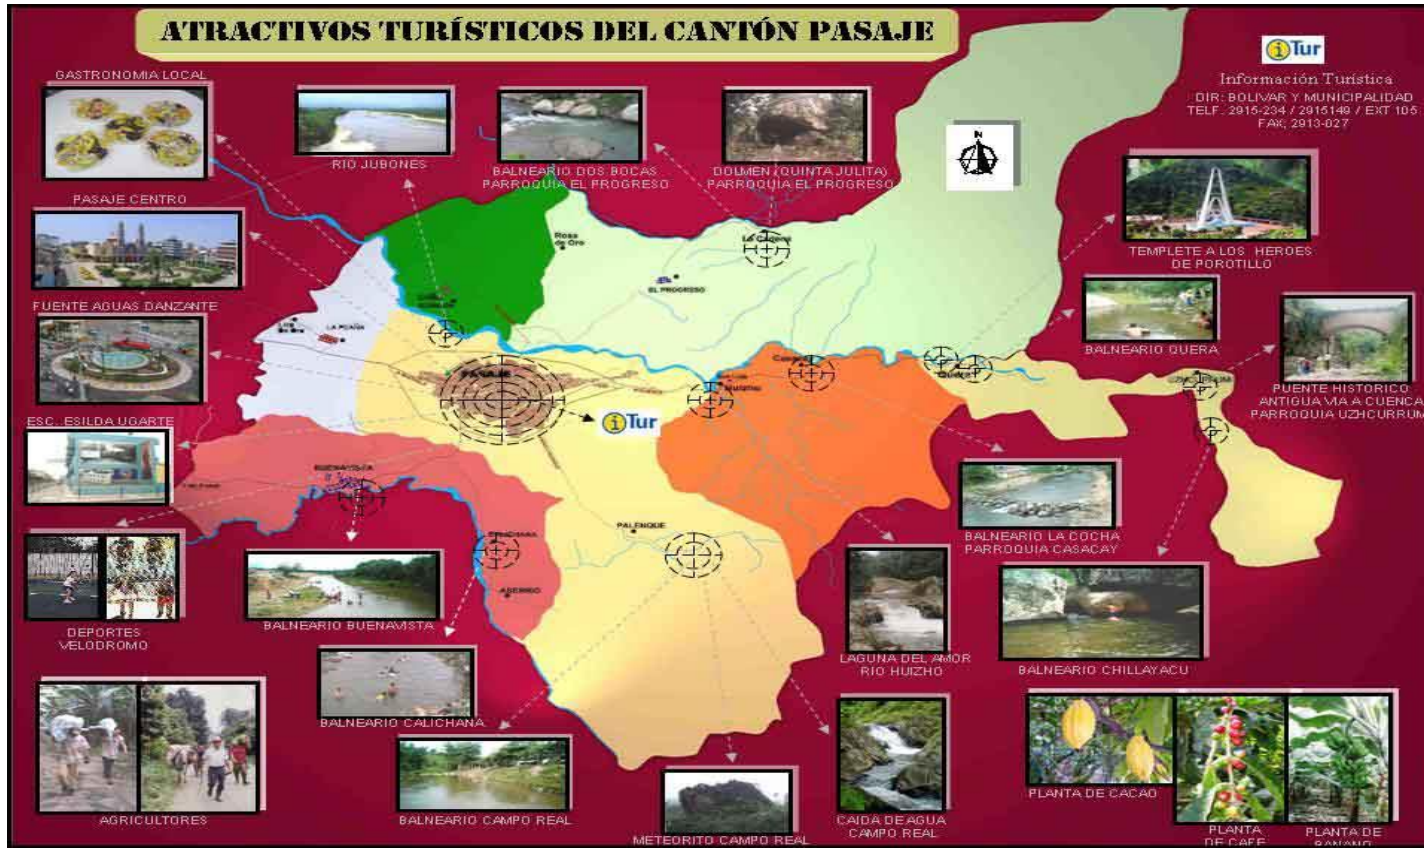 ATRACTIVOS TURÍSTICOS DEL CANTÓN PASAJE
iTur
Información Turística
DIR: BOLIVAR Y MUNICIPALIDAD
TELF. 2915-234 / 2915149 / EXT 105
FAX; 2913-027
GASTRONOMIA LOCAL
RIO JUBONES
BALNEARIO DOS BOCAS
PARROQUIA EL PROGRESO
DOLMEN (QUINTA JULITA)
PARROQUIA EL PROGRESO
N
PASAJE CENTRO
TEMPLETE A LOS HEROES
DE POROTILLO
FUENTE AGUAS DANZANTE
BALNEARIO QUERA
PUENTE HISTORICO
ANTIGUA VIA A CUENCA
PARROQUIA UZHCURRUMI
Rosa
de Oro
La Cadena
EL PROGRESO
LA PEAÑA
PASAJE
iTur
ESC. ESILDA UGARTE
BUENAVISTA
PALENQUE
BALNEARIO LA COCHA
PARROQUIA CASACAY
DEPORTES
VELODROMO
BALNEARIO BUENAVISTA
LAGUNA DEL AMOR
RIO HUIZHO
BALNEARIO CHILLAYACU
BALNEARIO CALICHANA
AGRICULTORES
BALNEARIO CAMPO REAL
METEORITO CAMPO REAL
CAIDA DE AGUA
CAMPO REAL
PLANTA DE CACAO
PLANTA
DE CAFE
PLANTA DE
BANANO